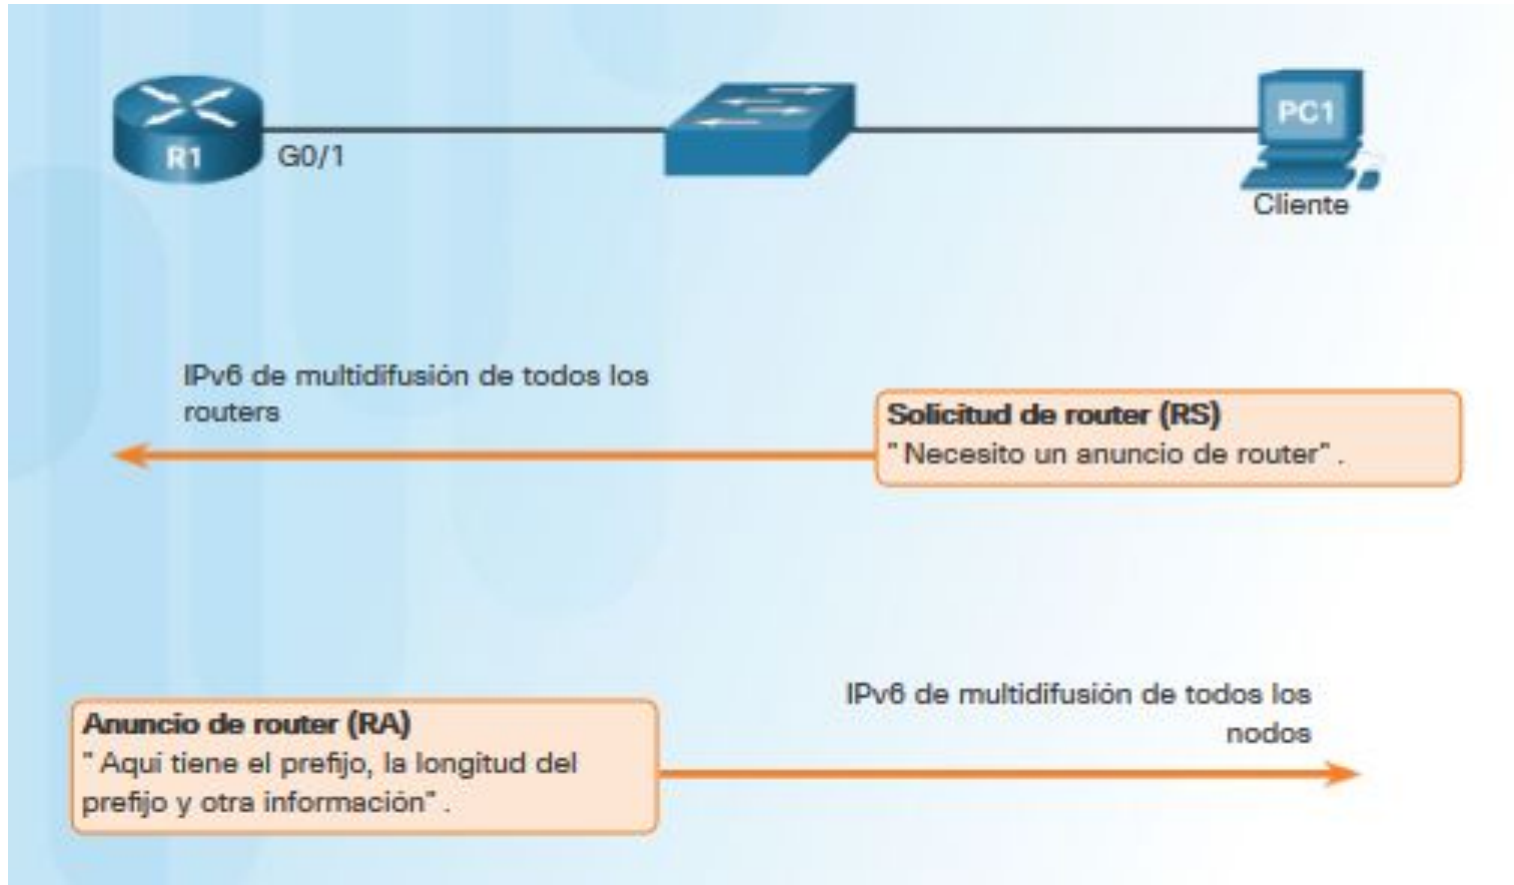 PC1
R1
G0/1
Cliente
IPv6 de multidifusión de todos los
routers
Solicitud de router (RS)
" Necesito un anuncio de router" .
IPv6 de multidifusión de todos los
nodos
Anuncio de router (RA)
" Aquí tiene el prefijo, la longitud del
prefijo y otra información" .